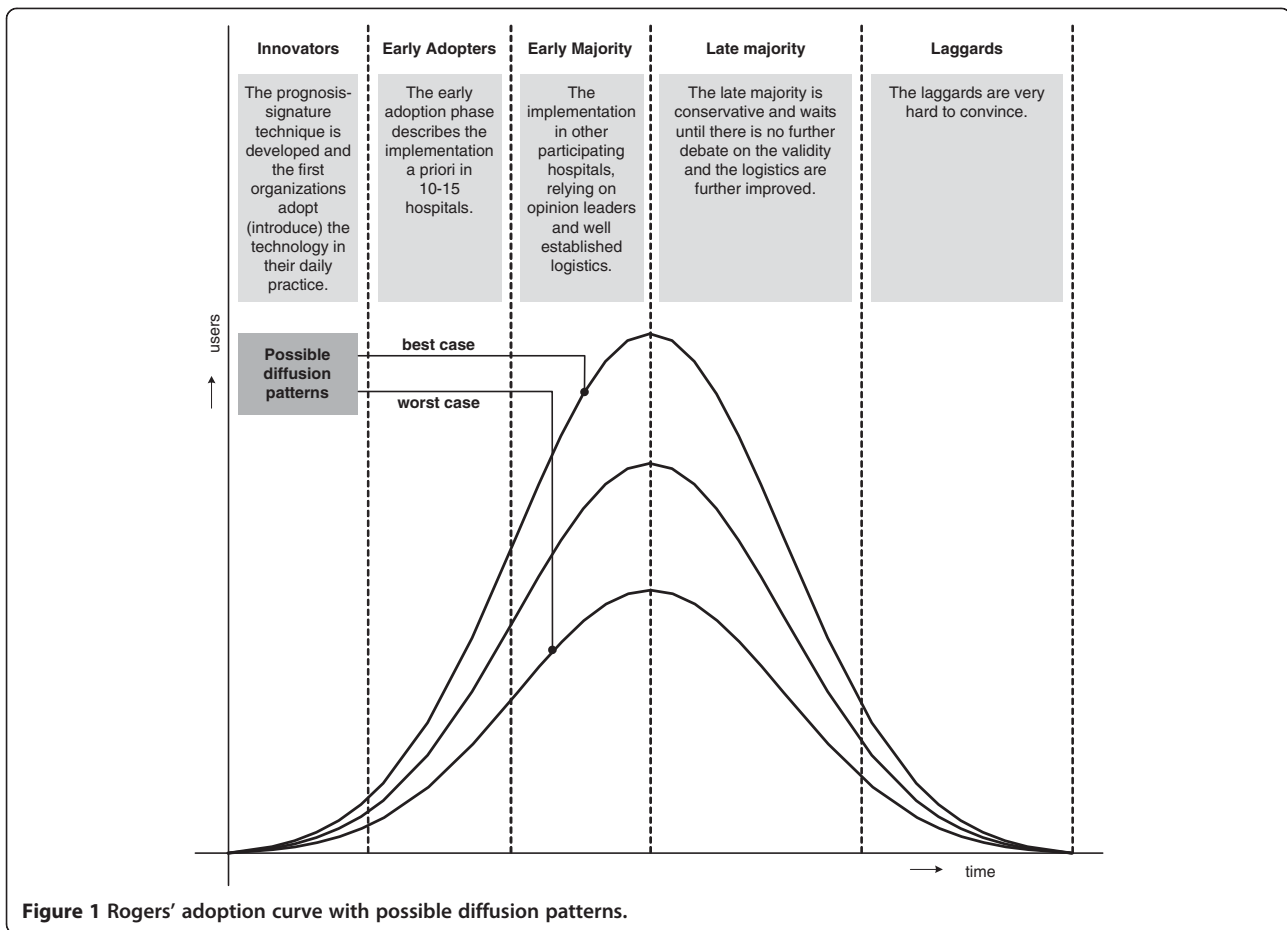 Innovators
Early Adopters
Early Majority
Late majority
Laggards
The prognosis-
signature
technique is
developed and
the first
organizations
adopt
(introduce) the
technology in
their daily
practice.
The early
adoption phase
describes the
implementation
a priori in
10-15
hospitals.
The
implementation
in other
participating
hospitals,
relying on
opinion leaders
and well
established
logistics.
The late majority is
conservative and waits
until there is no further
debate on the validity
and the logistics are
further improved.
The laggards are very
hard to convince.
users
Possible
diffusion
patterns
best case
worst case
time
Figure 1 Rogers' adoption curve with possible diffusion patterns.